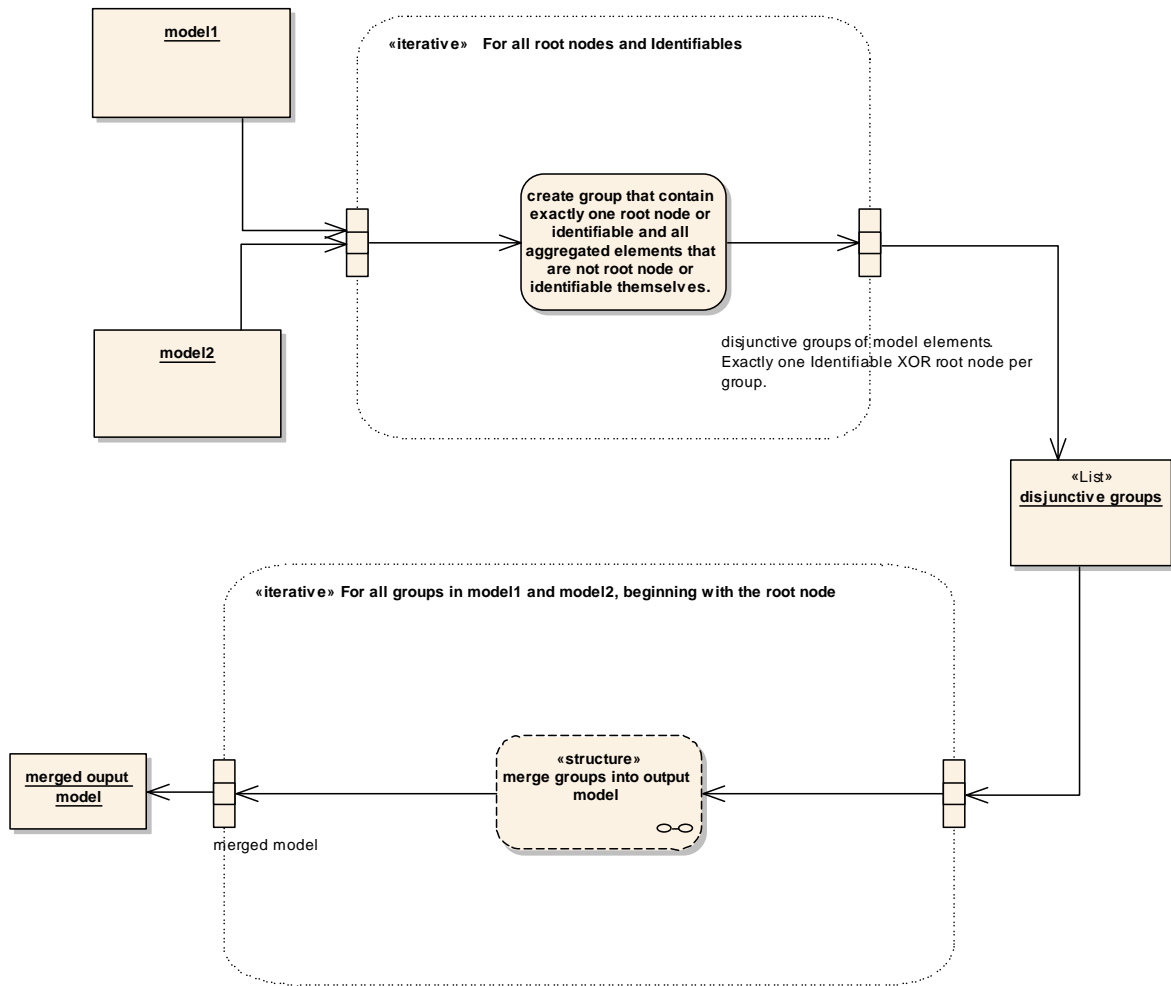 model1
«iterative» For all root nodes and Identifiables
create group that contain
exactly one root node or
identifiable and all
aggregated elements that
are not root node or
identifiable themselves.
model2
disjunctive groups of model elements.
Exactly one Identifiable XOR root node per
group.
«List»
disjunctive groups
«iterative» For all groups in model1 and model2, beginning with the root node
«structure»
merge groups into output
model
merged ouput
model
merged model